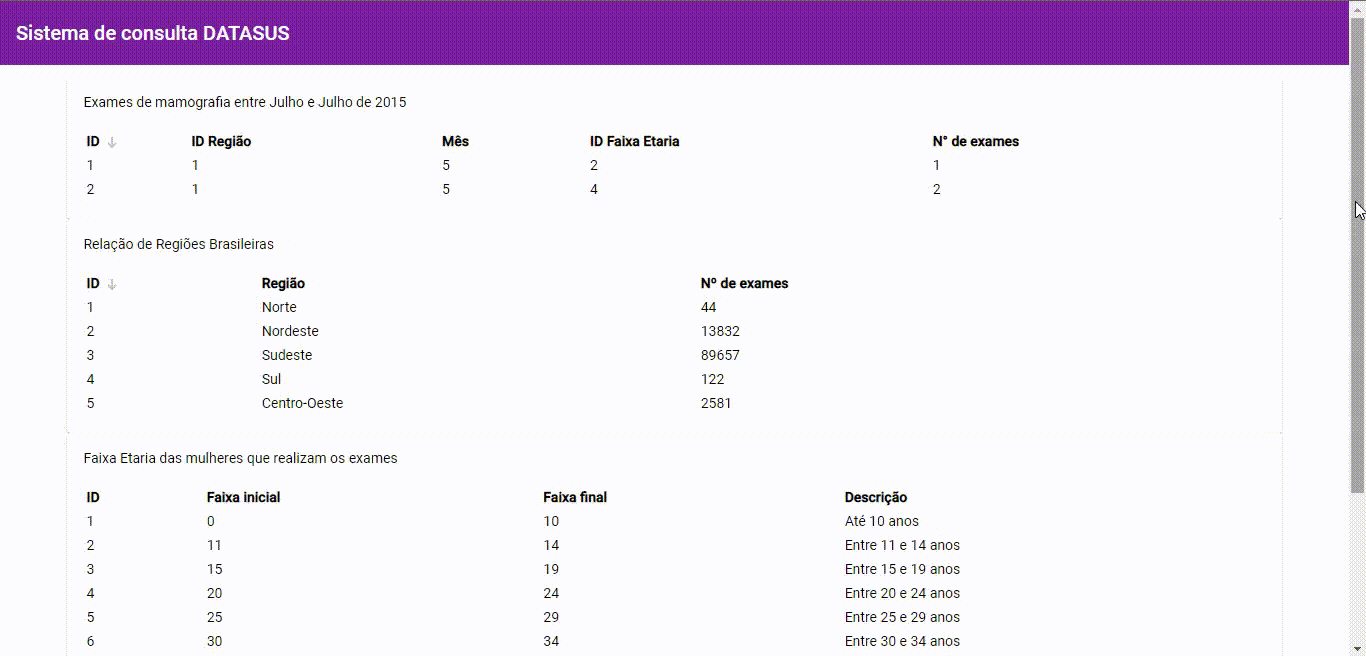 Sistema de consulta DATASUS
Exames de mamografia entre Julho e Julho de 2015
ID ↓ ID Região Mês ID Faixa Etaria N° de exames
1 1 5 2 1
2 1 5 4 2
Relação de Regiões Brasileiras
ID ↓ Região Nº de exames
1 Norte 44
2 Nordeste 13832
3 Sudeste 89657
4 Sul 122
5 Centro-Oeste 2581
Faixa Etaria das mulheres que realizam os exames
ID Faixa inicial Faixa final Descrição
1 0 10 Até 10 anos
2 11 14 Entre 11 e 14 anos
3 15 19 Entre 15 e 19 anos
4 20 24 Entre 20 e 24 anos
5 25 29 Entre 25 e 29 anos
6 30 34 Entre 30 e 34 anos